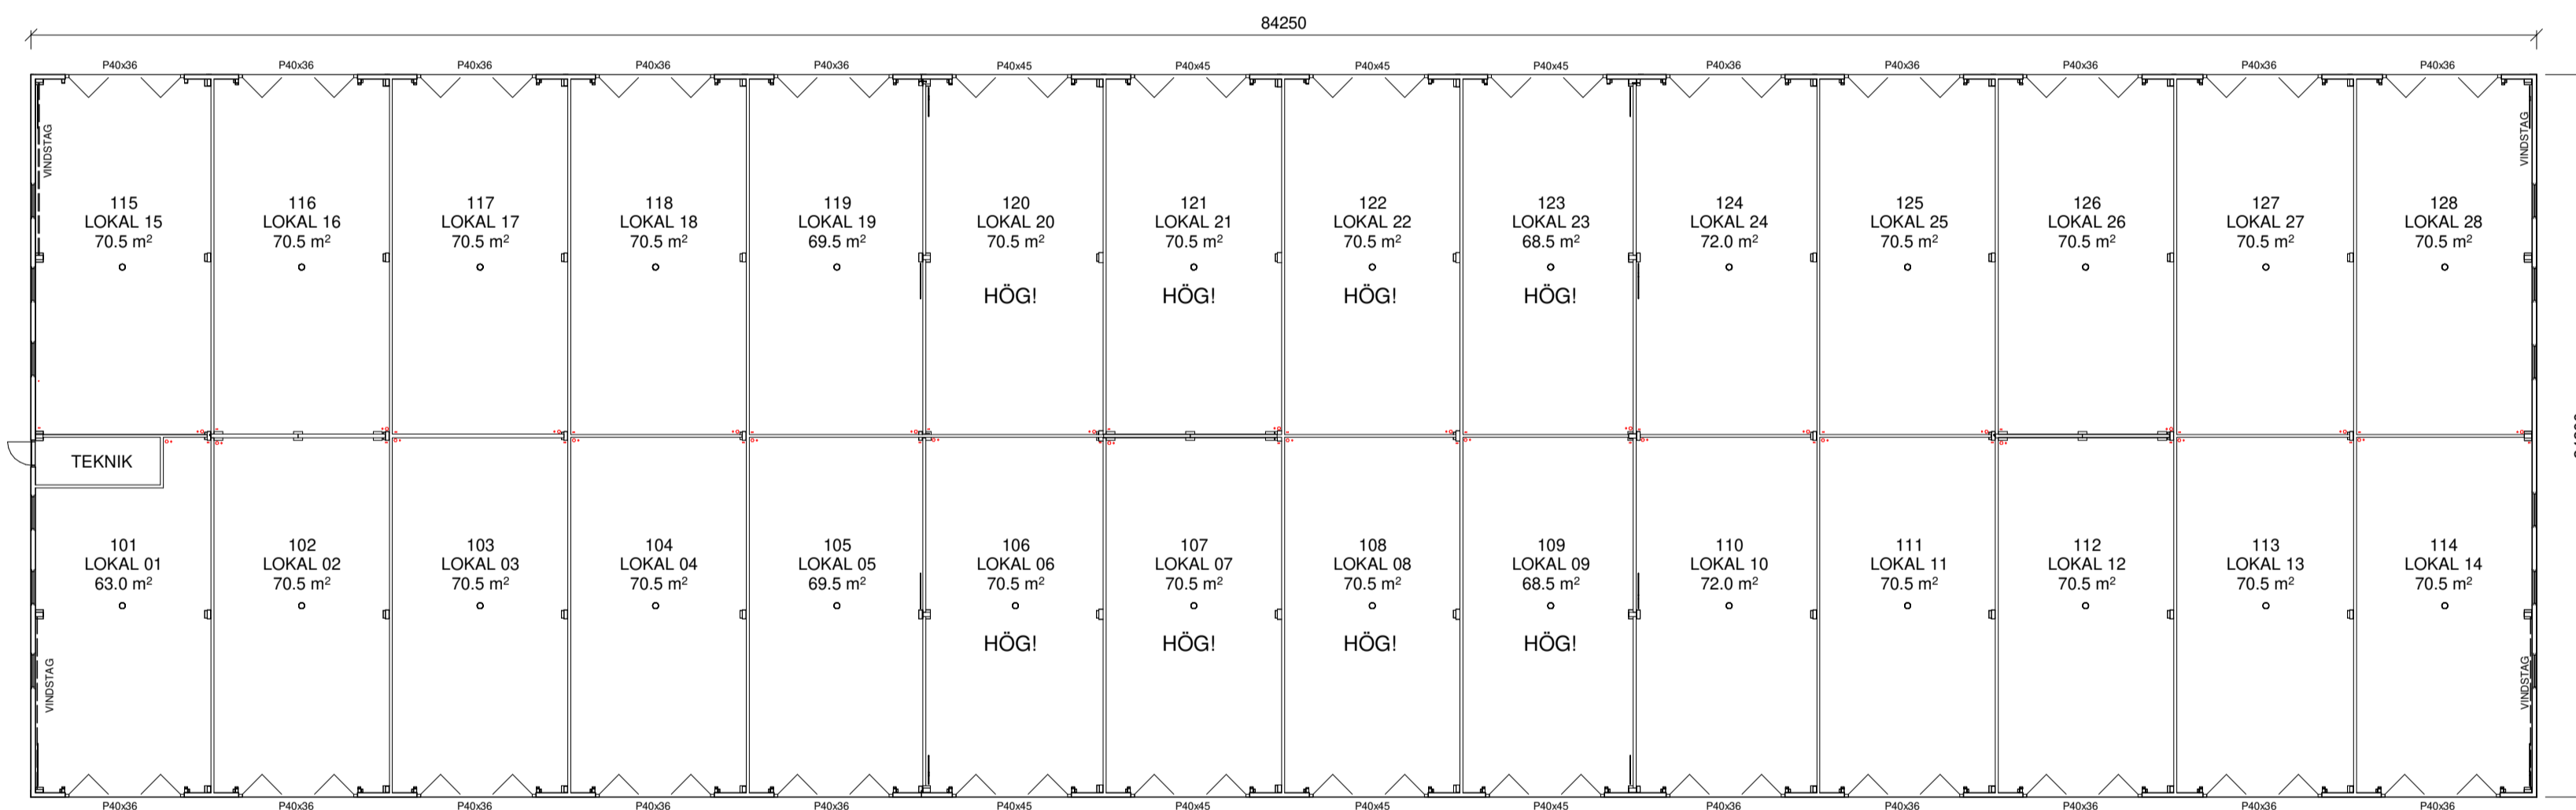 84250
P40x36 P40x36 P40x36 P40x36 P40x36 P40x45 P40x45 P40x45 P40x45 P40x36 P40x36 P40x36 P40x36 P40x36
VINDSTAG VINDSTAG
115 116 117 118 119 120 121 122 123 124 125 126 127 128
LOKAL 15 LOKAL 16 LOKAL 17 LOKAL 18 LOKAL 19 LOKAL 20 LOKAL 21 LOKAL 22 LOKAL 23 LOKAL 24 LOKAL 25 LOKAL 26 LOKAL 27 LOKAL 28
70.5 m² 70.5 m² 70.5 m² 70.5 m² 69.5 m² 70.5 m² 70.5 m² 70.5 m² 68.5 m² 72.0 m² 70.5 m² 70.5 m² 70.5 m² 70.5 m²
HÖG! HÖG! HÖG! HÖG!
TEKNIK
101 102 103 104 105 106 107 108 109 110 111 112 113 114
LOKAL 01 LOKAL 02 LOKAL 03 LOKAL 04 LOKAL 05 LOKAL 06 LOKAL 07 LOKAL 08 LOKAL 09 LOKAL 10 LOKAL 11 LOKAL 12 LOKAL 13 LOKAL 14
63.0 m² 70.5 m² 70.5 m² 70.5 m² 69.5 m² 70.5 m² 70.5 m² 70.5 m² 68.5 m² 72.0 m² 70.5 m² 70.5 m² 70.5 m² 70.5 m²
HÖG! HÖG! HÖG! HÖG!
VINDSTAG VINDSTAG
P40x36 P40x36 P40x36 P40x36 P40x36 P40x45 P40x45 P40x45 P40x45 P40x36 P40x36 P40x36 P40x36 P40x36